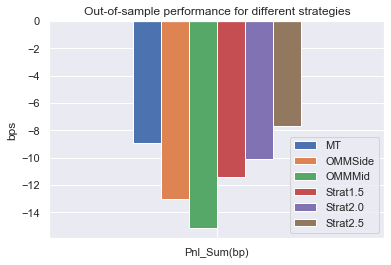 Out-of-sample performance for different strategies
0
−2
−4
−6
−8
−10
−12
−14
bps
Pnl_Sum(bp)
MT
OMMSide
OMMMid
Strat1.5
Strat2.0
Strat2.5